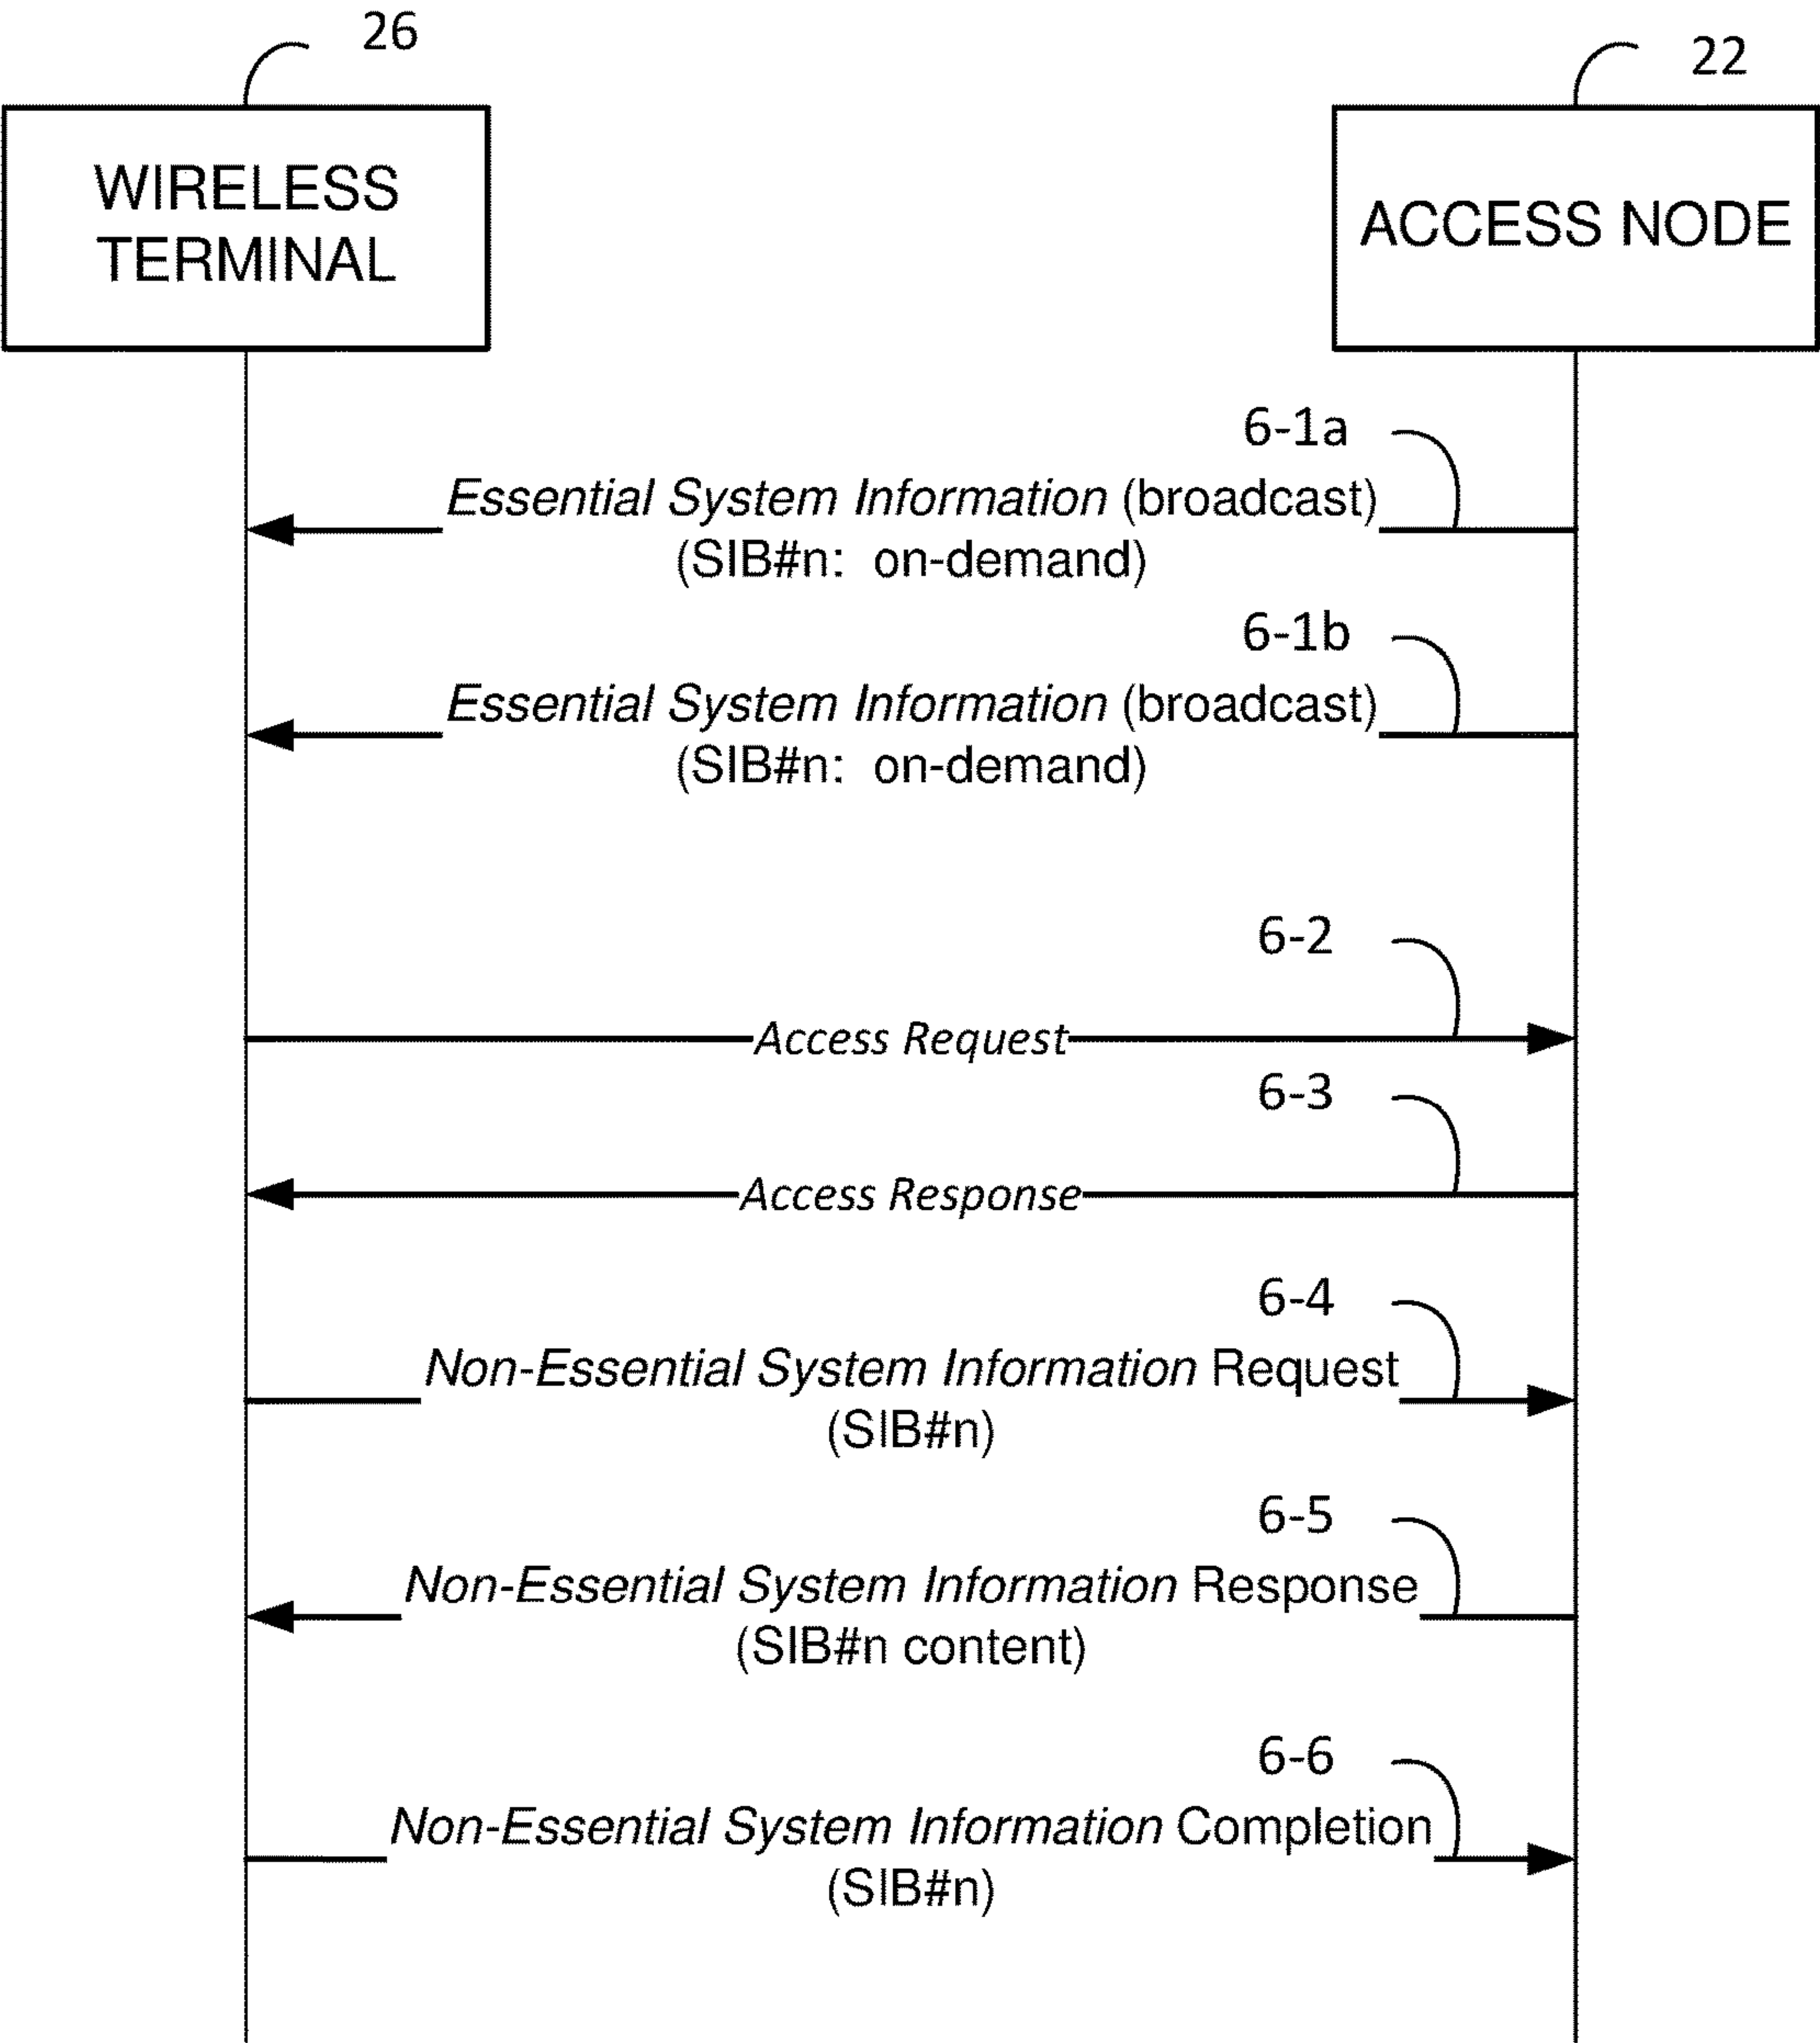 26
22
WIRELESS
TERMINAL
ACCESS NODE
6-1a
Essential System Information (broadcast)
(SIB#n:  on-demand)
6-1b
Essential System Information (broadcast)
(SIB#n:  on-demand)
6-2
Access Request
6-3
Access Response
6-4
Non-Essential System Information Request
(SIB#n)
6-5
Non-Essential System Information Response
(SIB#n content)
6-6
Non-Essential System Information Completion
(SIB#n)